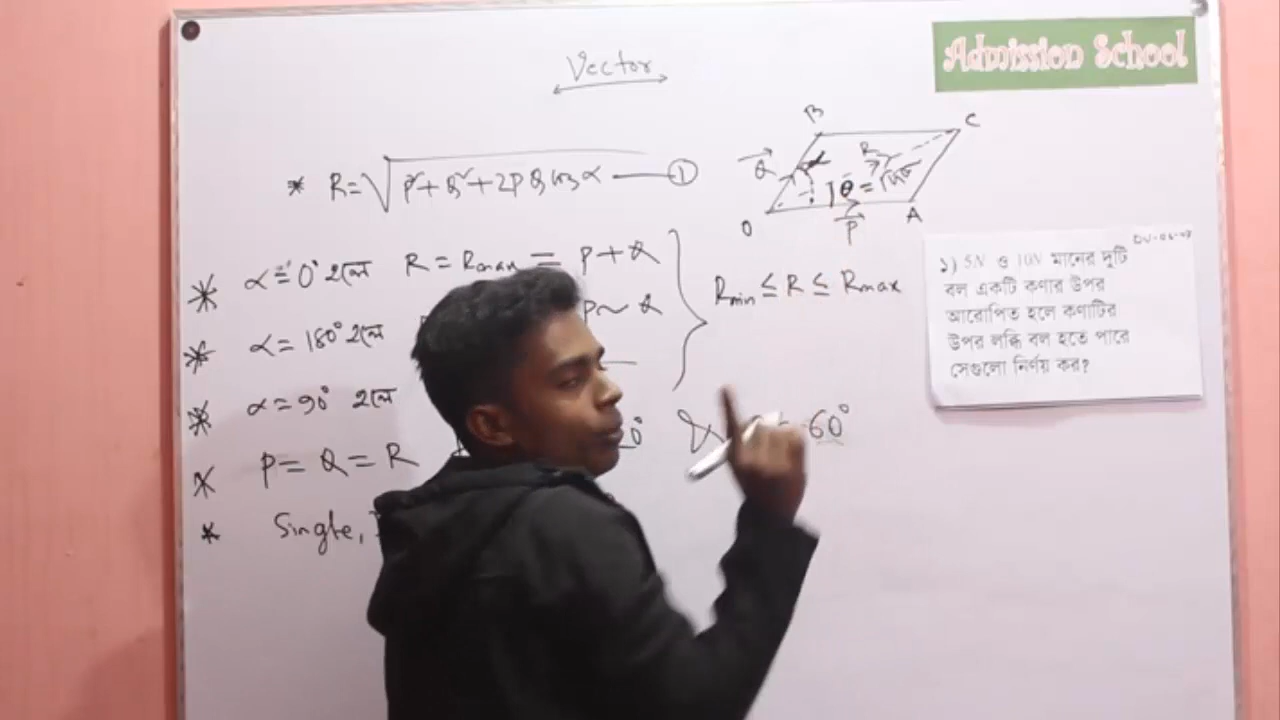 Vector
Admission School
* R = √P² + Q² + 2PQ cos α ——— ①
B
C
Q
α
R
θ =
O
P
A
* α = 0° হলে R = Rmax = P + Q
* α = 180° হলে P ~ Q
Rmin ≤ R ≤ Rmax
* α = 90° হলে
* P = Q = R
60°
* Single,
১) 5N ও 10N মানের দুটি
বল একটি কণার উপর
আরোপিত হলে কণাটির
উপর লব্ধি বল হতে পারে
সেগুলো নির্ণয় কর?